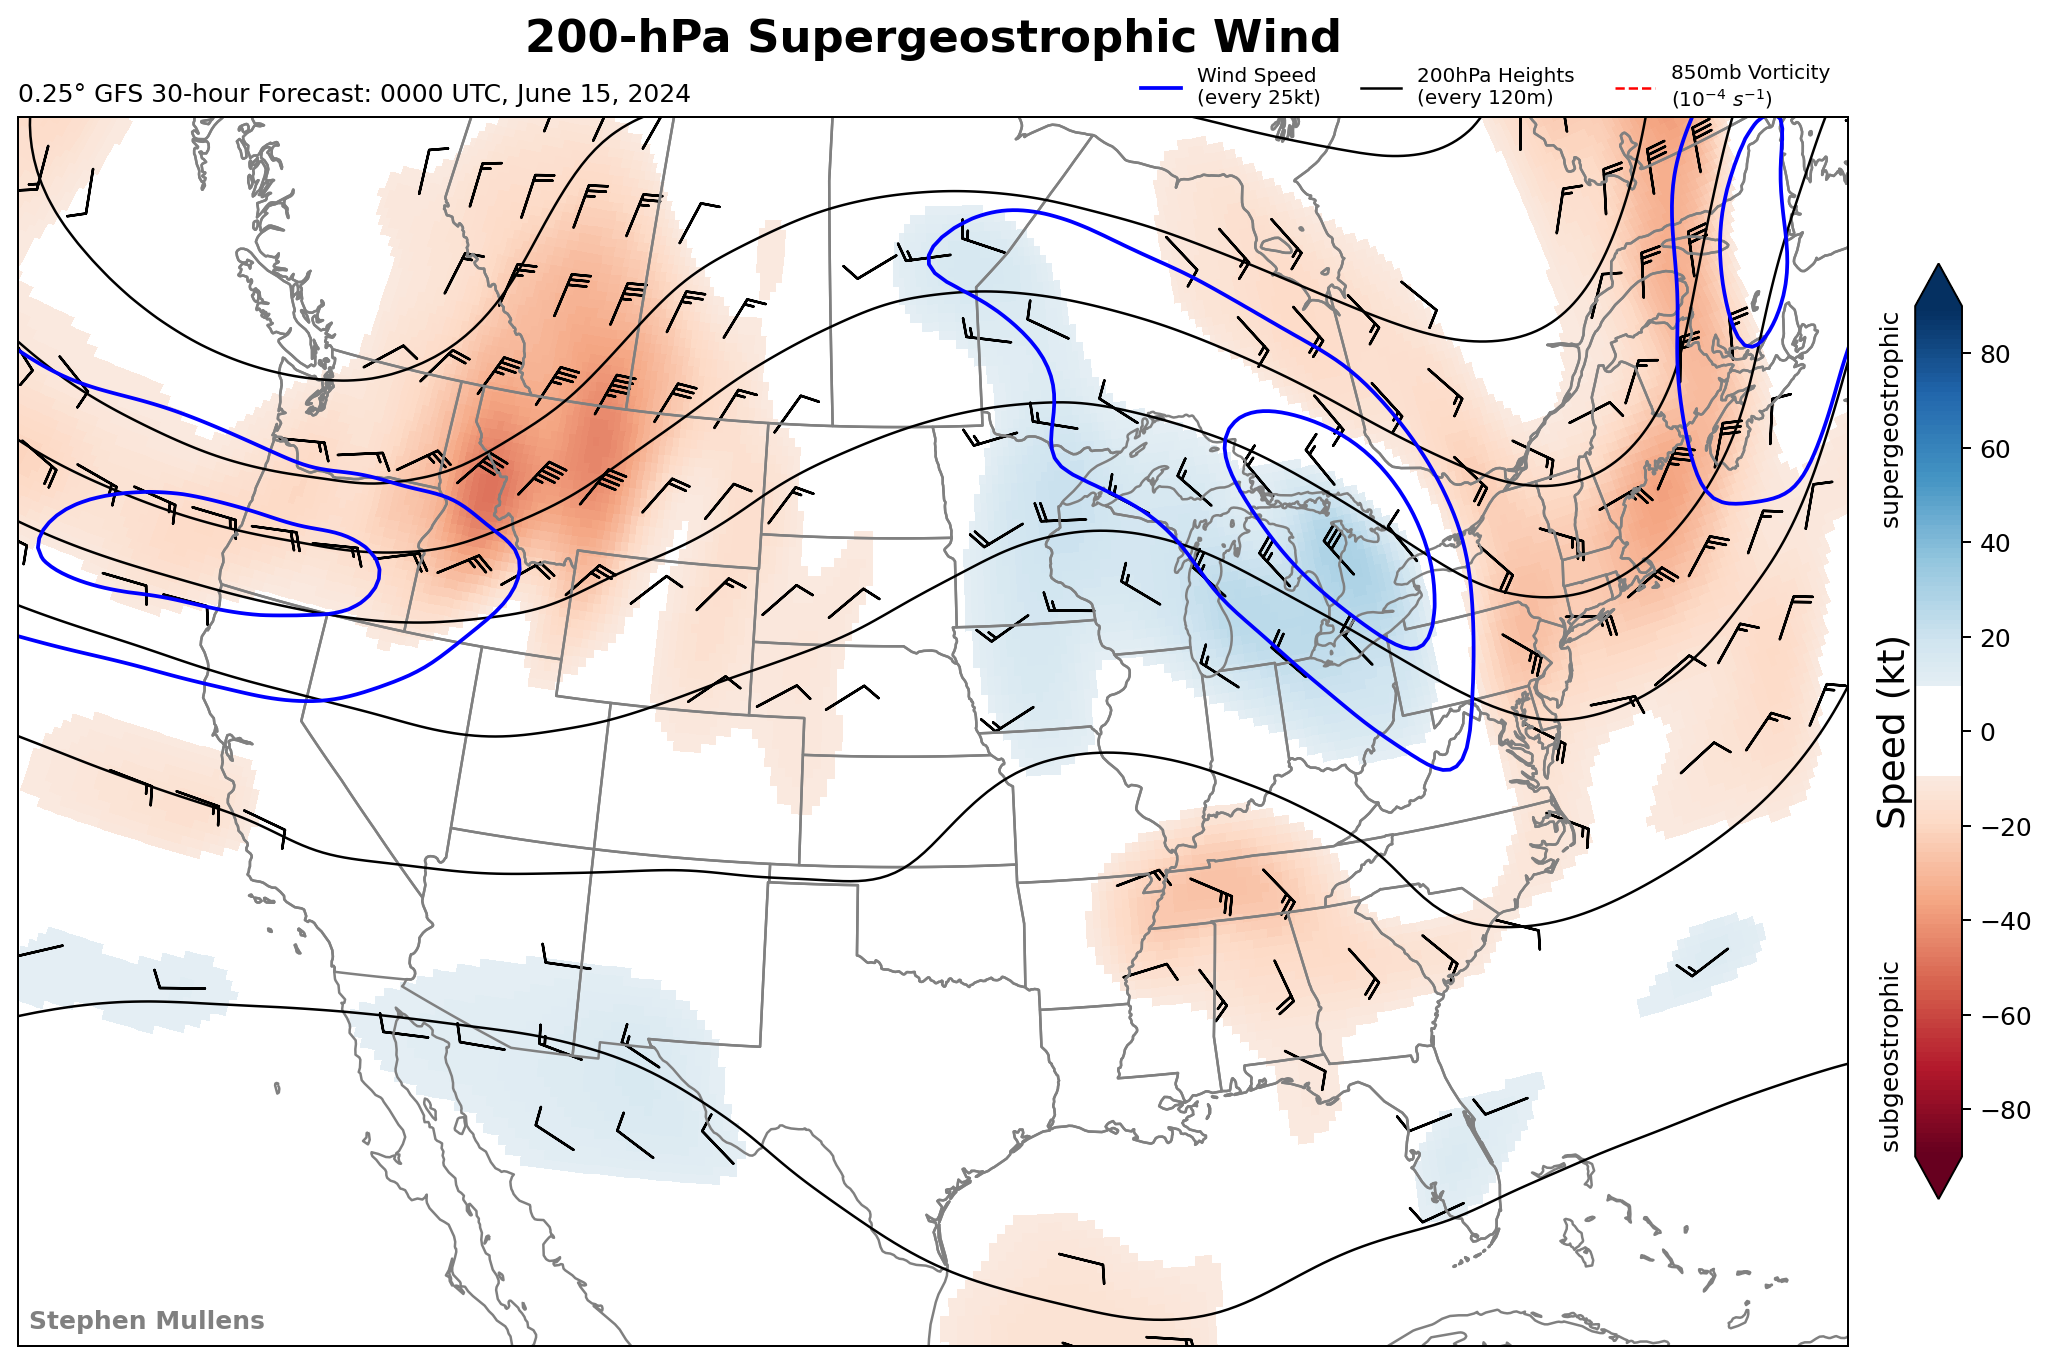 200-hPa Supergeostrophic Wind
0.25° GFS 30-hour Forecast: 0000 UTC, June 15, 2024
Wind Speed
(every 25kt)
200hPa Heights
(every 120m)
850mb Vorticity
(10⁻⁴ s⁻¹)
supergeostrophic
Speed (kt)
subgeostrophic
80
60
40
20
0
−20
−40
−60
−80
Stephen Mullens